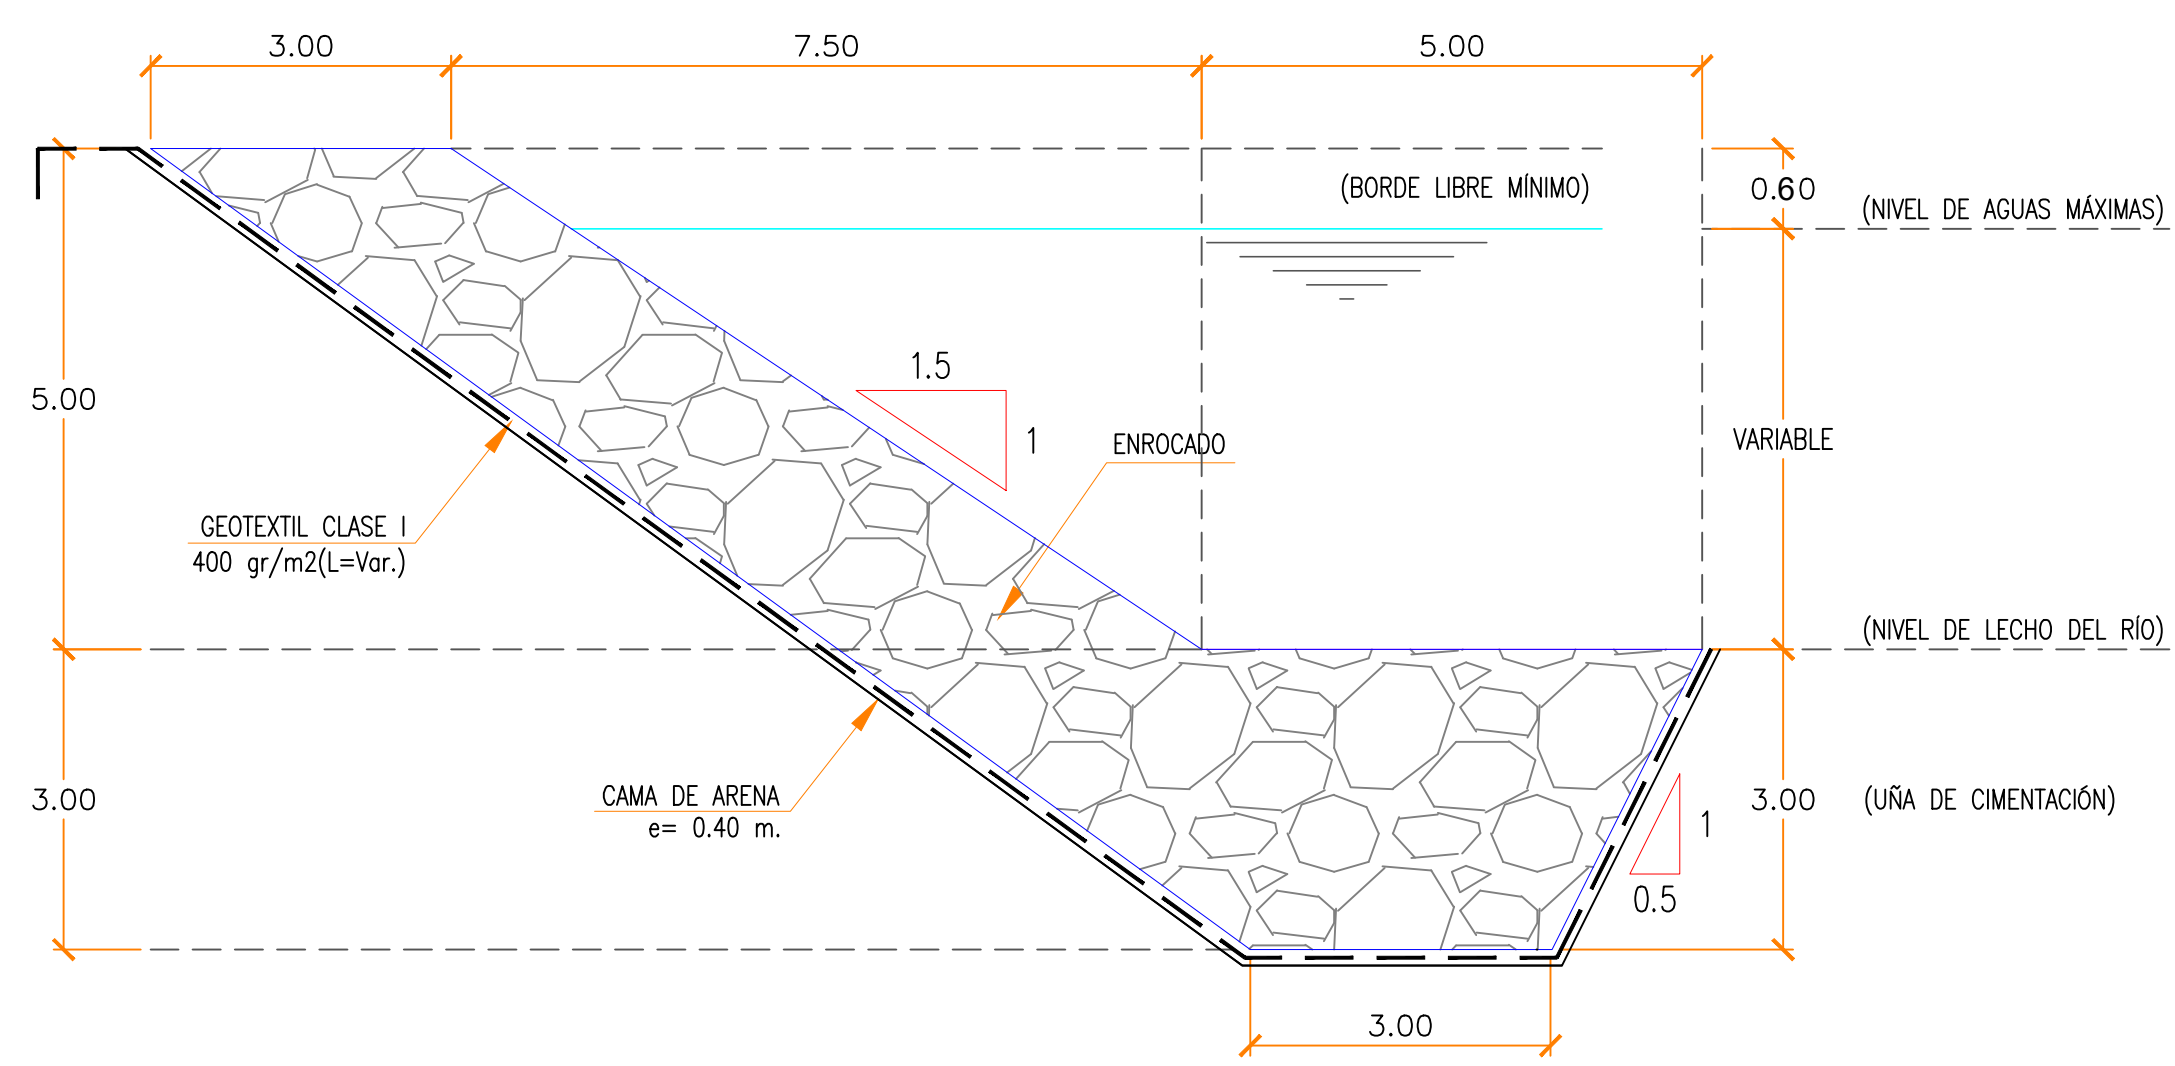 3.00
7.50
5.00
(BORDE LIBRE MÍNIMO)
0.60
(NIVEL DE AGUAS MÁXIMAS)
1.5
1
5.00
ENROCADO
VARIABLE
GEOTEXTIL CLASE I
400 gr/m2(L=Var.)
(NIVEL DE LECHO DEL RÍO)
3.00
CAMA DE ARENA
e= 0.40 m.
1
0.5
3.00
(UÑA DE CIMENTACIÓN)
3.00